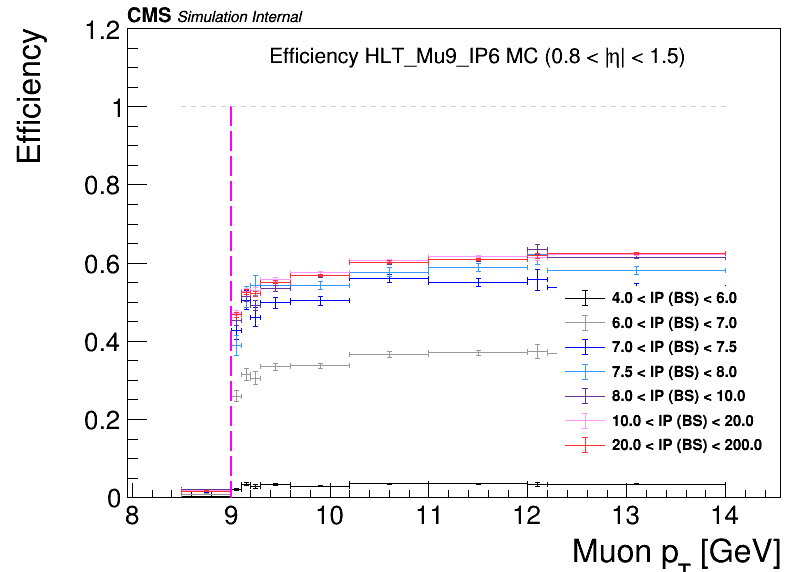 CMS Simulation Internal
Efficiency HLT_Mu9_IP6 MC (0.8 < |η| < 1.5)
Efficiency
1.2
1
0.8
0.6
0.4
0.2
0
4.0 < IP (BS) < 6.0
6.0 < IP (BS) < 7.0
7.0 < IP (BS) < 7.5
7.5 < IP (BS) < 8.0
8.0 < IP (BS) < 10.0
10.0 < IP (BS) < 20.0
20.0 < IP (BS) < 200.0
8 9 10 11 12 13 14
Muon p_T [GeV]